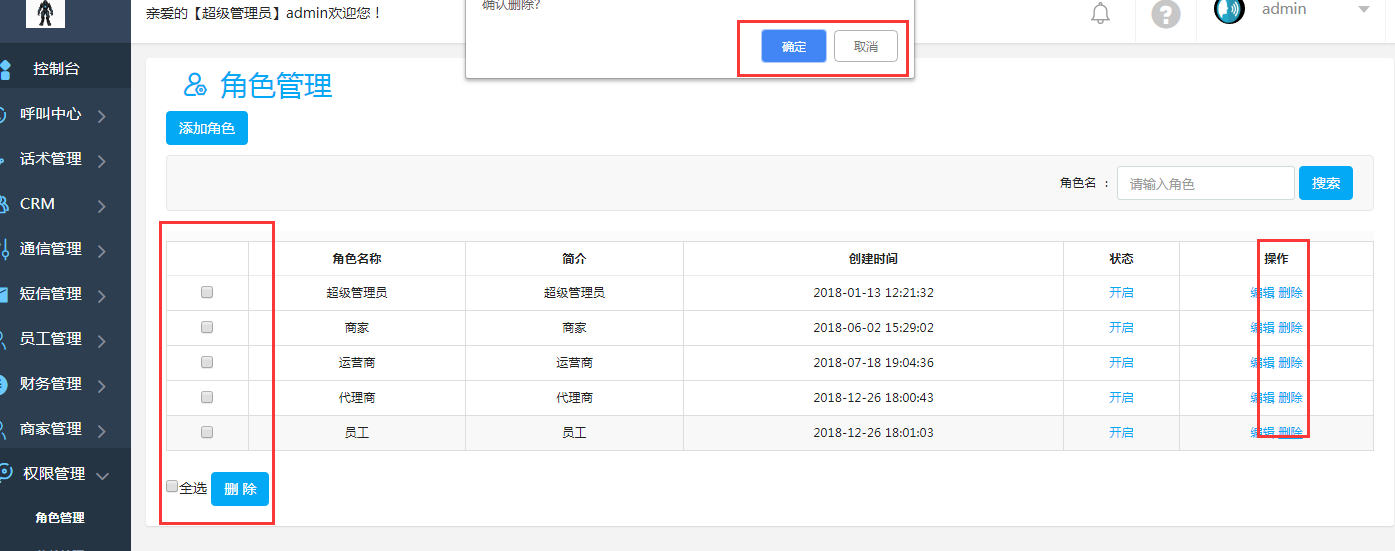 亲爱的【超级管理员】admin欢迎您！
确认删除?
确定 取消
? admin
控制台
呼叫中心
话术管理
CRM
通信管理
短信管理
员工管理
财务管理
商家管理
权限管理
角色管理
角色管理
添加角色
角色名 ： 请输入角色 搜索
角色名称 简介 创建时间 状态 操作
超级管理员 超级管理员 2018-01-13 12:21:32 开启 编辑 删除
商家 商家 2018-06-02 15:29:02 开启 编辑 删除
运营商 运营商 2018-07-18 19:04:36 开启 编辑 删除
代理商 代理商 2018-12-26 18:00:43 开启 编辑 删除
员工 员工 2018-12-26 18:01:03 开启 编辑 删除
全选 删 除